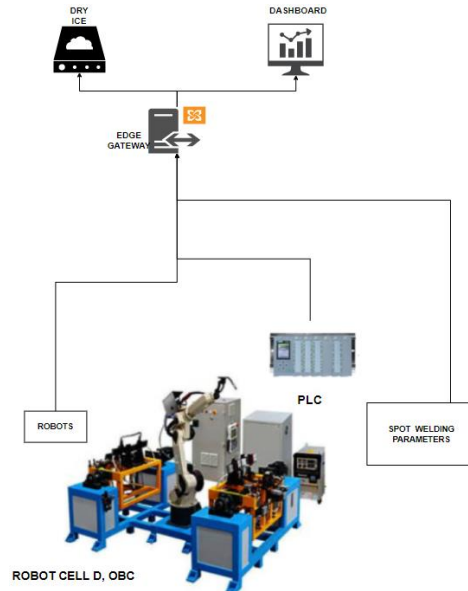 DRY
ICE
DASHBOARD
EDGE
GATEWAY
PLC
ROBOTS
SPOT WELDING
PARAMETERS
ROBOT CELL D, OBC